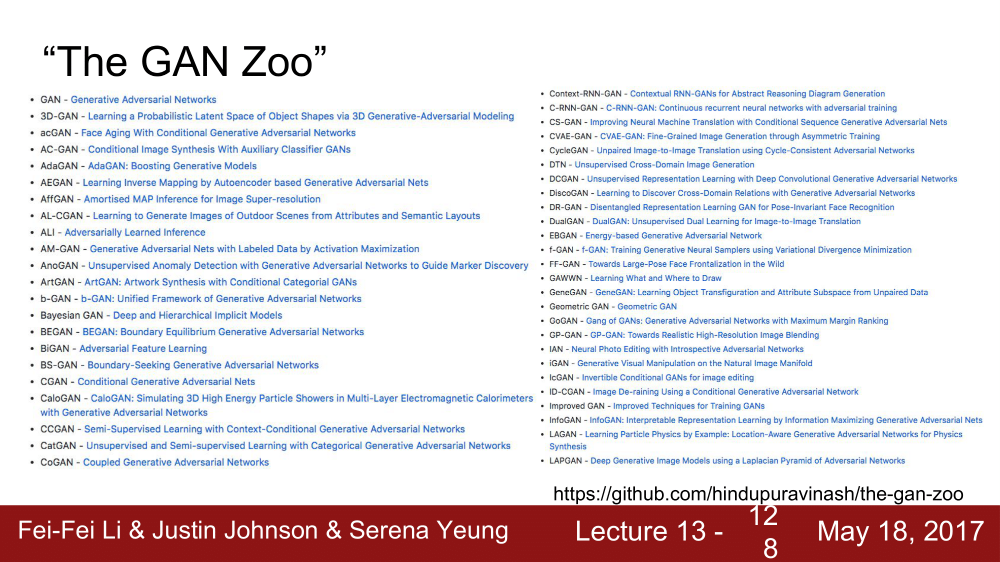 “The GAN Zoo”
• GAN - Generative Adversarial Networks
• 3D-GAN - Learning a Probabilistic Latent Space of Object Shapes via 3D Generative-Adversarial Modeling
• acGAN - Face Aging With Conditional Generative Adversarial Networks
• AC-GAN - Conditional Image Synthesis With Auxiliary Classifier GANs
• AdaGAN - AdaGAN: Boosting Generative Models
• AEGAN - Learning Inverse Mapping by Autoencoder based Generative Adversarial Nets
• AffGAN - Amortised MAP Inference for Image Super-resolution
• AL-CGAN - Learning to Generate Images of Outdoor Scenes from Attributes and Semantic Layouts
• ALI - Adversarially Learned Inference
• AM-GAN - Generative Adversarial Nets with Labeled Data by Activation Maximization
• AnoGAN - Unsupervised Anomaly Detection with Generative Adversarial Networks to Guide Marker Discovery
• ArtGAN - ArtGAN: Artwork Synthesis with Conditional Categorial GANs
• b-GAN - b-GAN: Unified Framework of Generative Adversarial Networks
• Bayesian GAN - Deep and Hierarchical Implicit Models
• BEGAN - BEGAN: Boundary Equilibrium Generative Adversarial Networks
• BiGAN - Adversarial Feature Learning
• BS-GAN - Boundary-Seeking Generative Adversarial Networks
• CGAN - Conditional Generative Adversarial Nets
• CaloGAN - CaloGAN: Simulating 3D High Energy Particle Showers in Multi-Layer Electromagnetic Calorimeters
with Generative Adversarial Networks
• CCGAN - Semi-Supervised Learning with Context-Conditional Generative Adversarial Networks
• CatGAN - Unsupervised and Semi-supervised Learning with Categorical Generative Adversarial Networks
• CoGAN - Coupled Generative Adversarial Networks
• Context-RNN-GAN - Contextual RNN-GANs for Abstract Reasoning Diagram Generation
• C-RNN-GAN - C-RNN-GAN: Continuous recurrent neural networks with adversarial training
• CS-GAN - Improving Neural Machine Translation with Conditional Sequence Generative Adversarial Nets
• CVAE-GAN - CVAE-GAN: Fine-Grained Image Generation through Asymmetric Training
• CycleGAN - Unpaired Image-to-Image Translation using Cycle-Consistent Adversarial Networks
• DTN - Unsupervised Cross-Domain Image Generation
• DCGAN - Unsupervised Representation Learning with Deep Convolutional Generative Adversarial Networks
• DiscoGAN - Learning to Discover Cross-Domain Relations with Generative Adversarial Networks
• DR-GAN - Disentangled Representation Learning GAN for Pose-Invariant Face Recognition
• DualGAN - DualGAN: Unsupervised Dual Learning for Image-to-Image Translation
• EBGAN - Energy-based Generative Adversarial Network
• f-GAN - f-GAN: Training Generative Neural Samplers using Variational Divergence Minimization
• FF-GAN - Towards Large-Pose Face Frontalization in the Wild
• GAWWN - Learning What and Where to Draw
• GeneGAN - GeneGAN: Learning Object Transfiguration and Attribute Subspace from Unpaired Data
• Geometric GAN - Geometric GAN
• GoGAN - Gang of GANs: Generative Adversarial Networks with Maximum Margin Ranking
• GP-GAN - GP-GAN: Towards Realistic High-Resolution Image Blending
• IAN - Neural Photo Editing with Introspective Adversarial Networks
• iGAN - Generative Visual Manipulation on the Natural Image Manifold
• IcGAN - Invertible Conditional GANs for image editing
• ID-CGAN - Image De-raining Using a Conditional Generative Adversarial Network
• Improved GAN - Improved Techniques for Training GANs
• InfoGAN - InfoGAN: Interpretable Representation Learning by Information Maximizing Generative Adversarial Nets
• LAGAN - Learning Particle Physics by Example: Location-Aware Generative Adversarial Networks for Physics
Synthesis
• LAPGAN - Deep Generative Image Models using a Laplacian Pyramid of Adversarial Networks
https://github.com/hindupuravinash/the-gan-zoo
Fei-Fei Li & Justin Johnson & Serena Yeung
Lecture 13 -
12
8
May 18, 2017